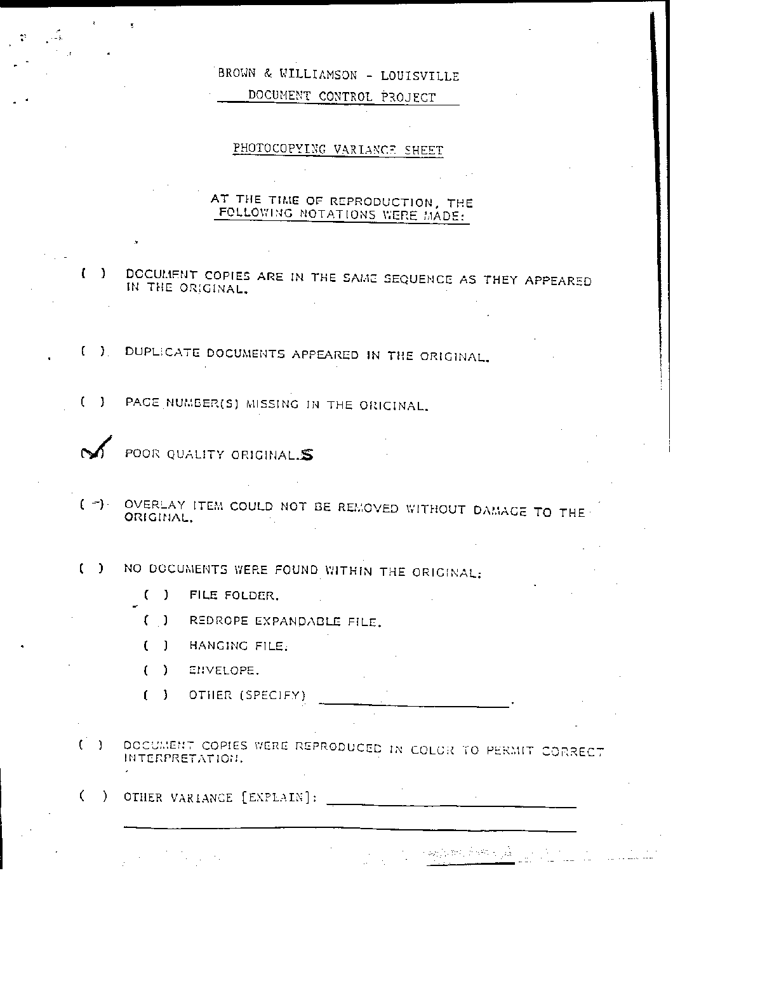 BROWN & WILLIAMSON - LOUISVILLE
DOCUMENT CONTROL PROJECT
PHOTOCOPYING VARIANCE SHEET
AT THE TIME OF REPRODUCTION, THE
FOLLOWING NOTATIONS WERE MADE:
( ) DOCUMENT COPIES ARE IN THE SAME SEQUENCE AS THEY APPEARED
IN THE ORIGINAL.
( ) DUPLICATE DOCUMENTS APPEARED IN THE ORIGINAL.
( ) PAGE NUMBER(S) MISSING IN THE ORIGINAL.
(✓) POOR QUALITY ORIGINAL.S
( ) OVERLAY ITEM COULD NOT BE REMOVED WITHOUT DAMAGE TO THE
ORIGINAL.
( ) NO DOCUMENTS WERE FOUND WITHIN THE ORIGINAL:
( ) FILE FOLDER.
( ) REDROPE EXPANDABLE FILE.
( ) HANGING FILE.
( ) ENVELOPE.
( ) OTHER (SPECIFY) ____________________.
( ) DOCUMENT COPIES WERE REPRODUCED IN COLOR TO PERMIT CORRECT
INTERPRETATION.
( ) OTHER VARIANCE [EXPLAIN]: ____________________